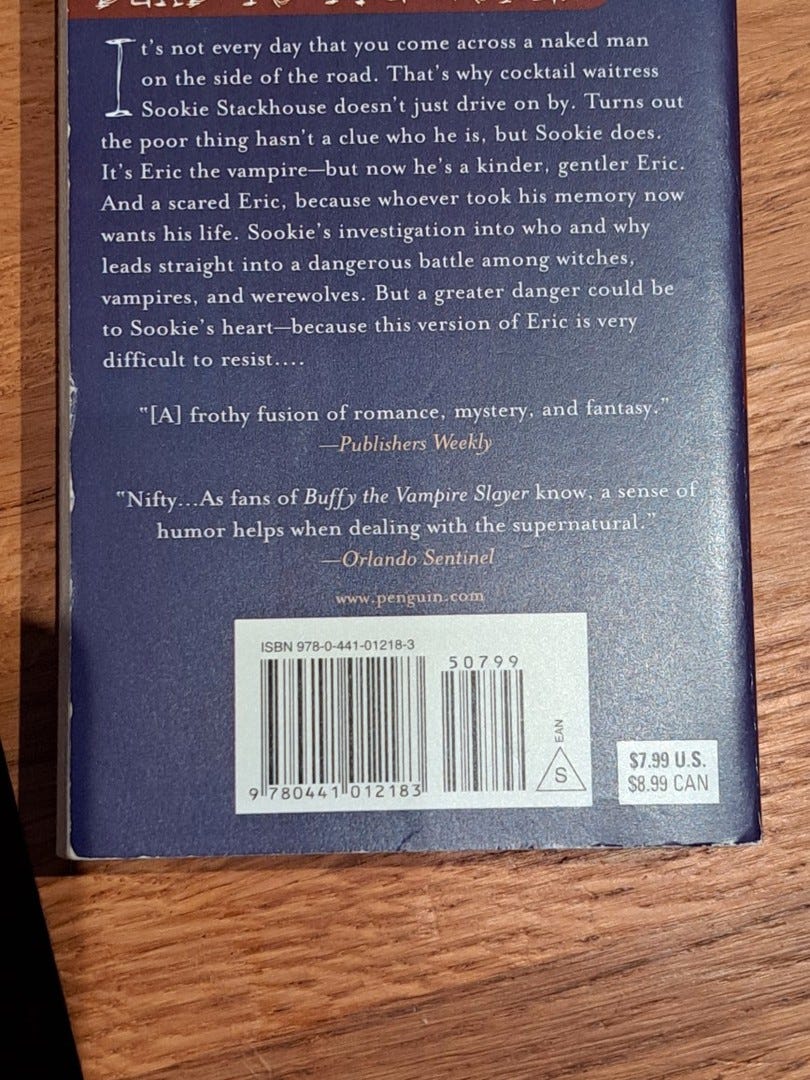 It's not every day that you come across a naked man
on the side of the road. That's why cocktail waitress
Sookie Stackhouse doesn't just drive on by. Turns out
the poor thing hasn't a clue who he is, but Sookie does.
It's Eric the vampire—but now he's a kinder, gentler Eric.
And a scared Eric, because whoever took his memory now
wants his life. Sookie's investigation into who and why
leads straight into a dangerous battle among witches,
vampires, and werewolves. But a greater danger could be
to Sookie's heart—because this version of Eric is very
difficult to resist....
"[A] frothy fusion of romance, mystery, and fantasy."
—Publishers Weekly
"Nifty...As fans of Buffy the Vampire Slayer know, a sense of
humor helps when dealing with the supernatural."
—Orlando Sentinel
www.penguin.com
ISBN 978-0-441-01218-3
50799
9 780441 012183
EAN
S
$7.99 U.S.
$8.99 CAN